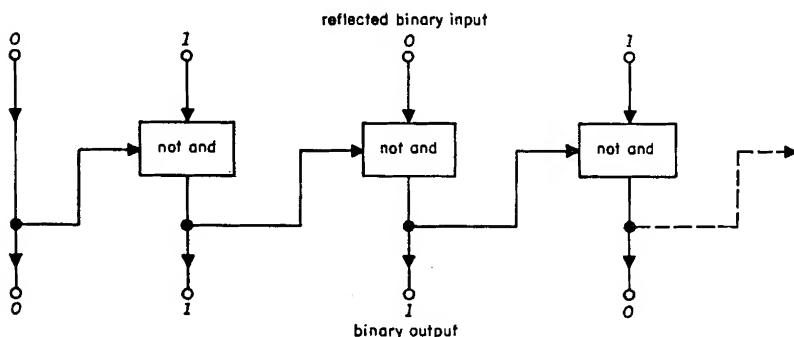 reflected binary input
0 1 0 1
not and not and not and
0 1 1 0
binary output